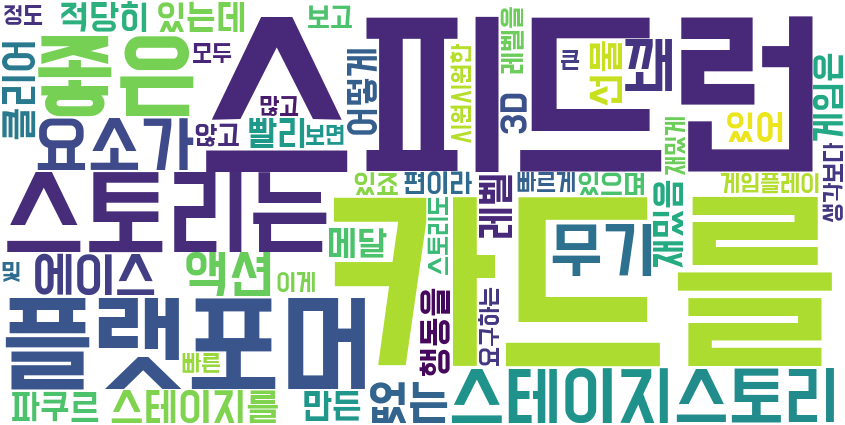 정도 적당히 있는데 보고 레벨을
스피드런
좋은
꽤
모두 어떻게 시원시원한 큰 선물
클리어
많고 3D 있어 게임은
요소가 않고 빨리 보면 재밌게
스토리는
있죠 편이라 빠르게 있으며 게임플레이 생각보다
레벨 재밌음
카드를
메달 스토리도 무기
및 에이스 액션 이게
플랫포머
행동을 요구하는
빠른
파쿠르 스테이지를 만든 없는 스테이지 스토리